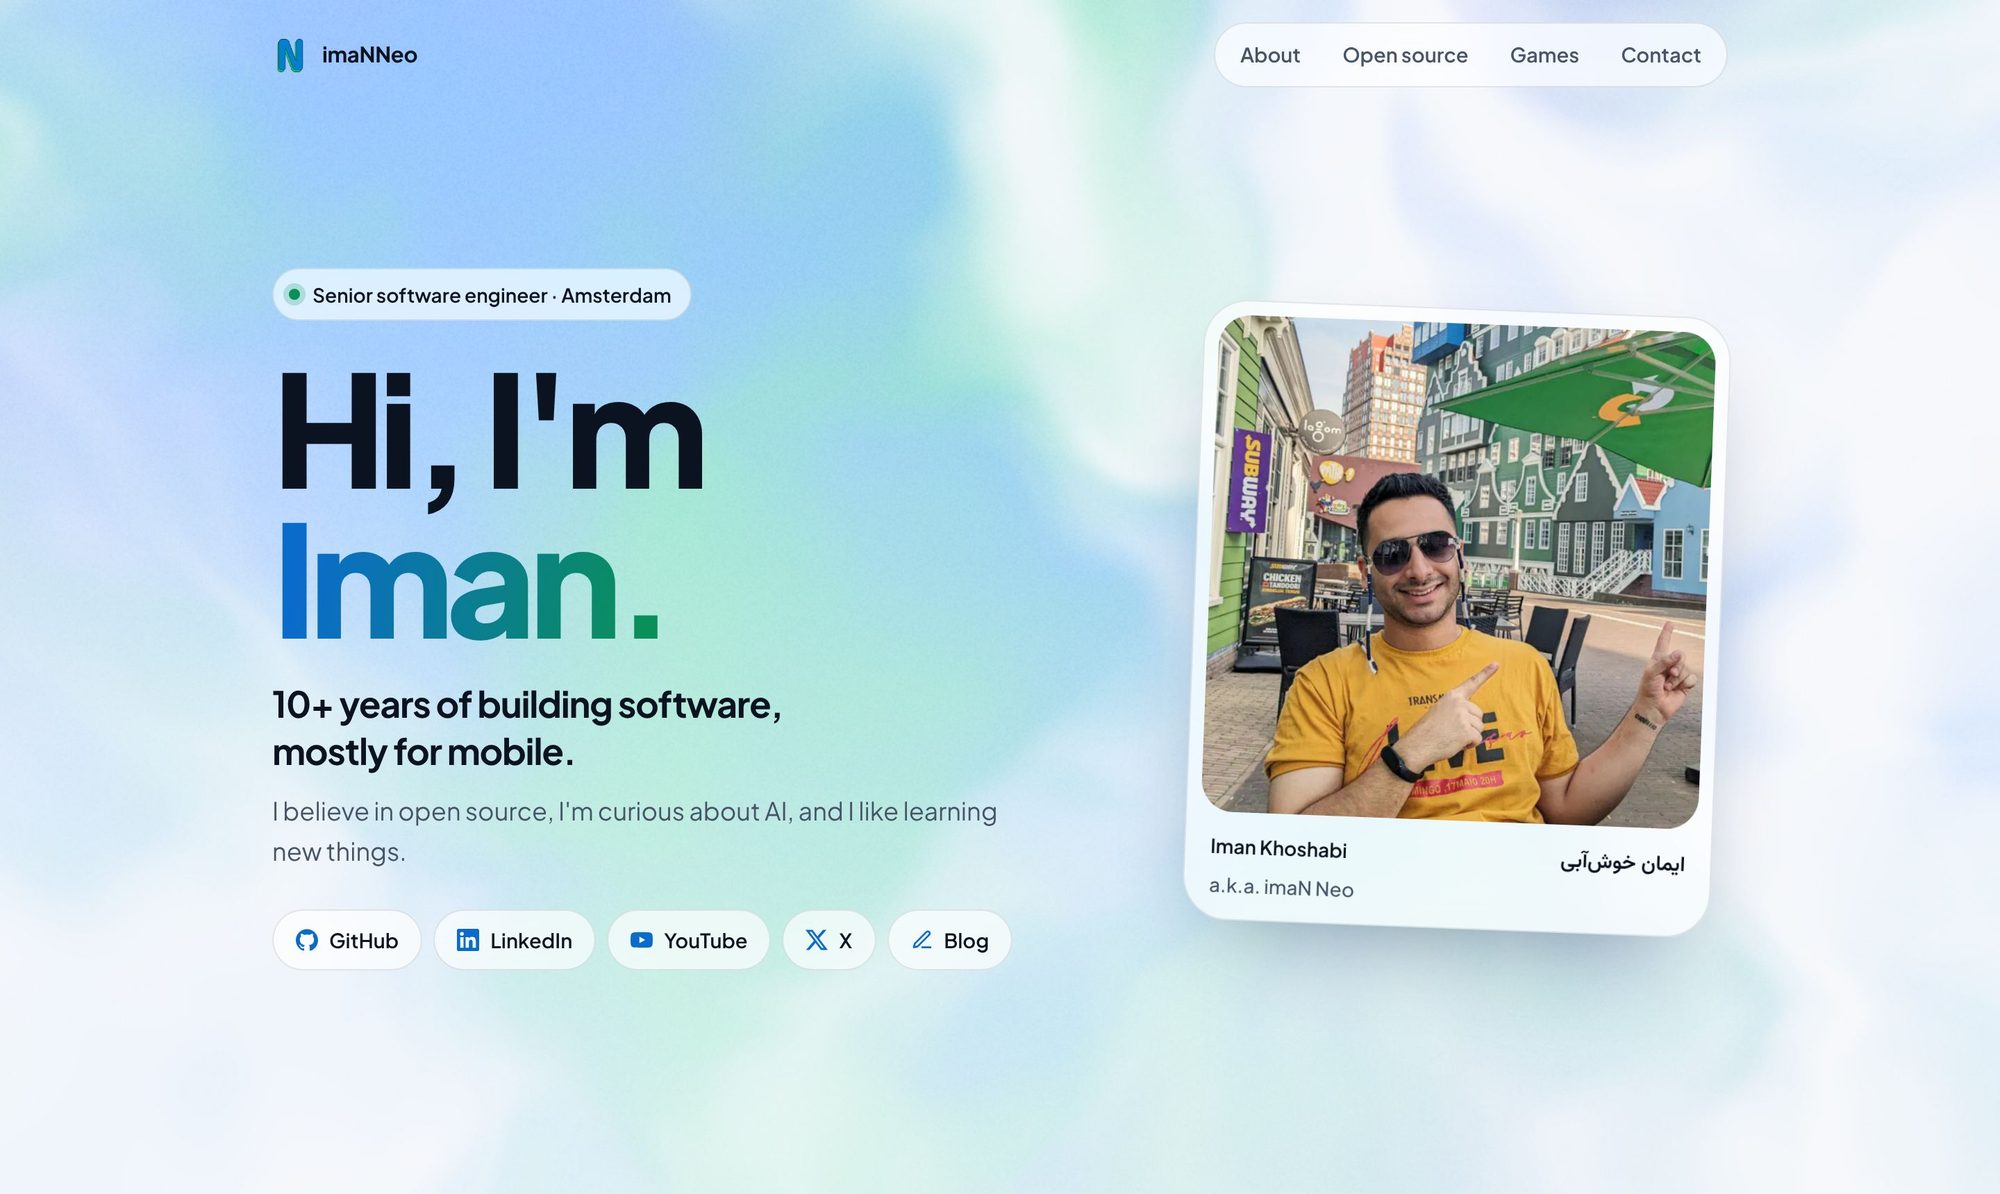 imaNNeo
About
Open source
Games
Contact
Senior software engineer · Amsterdam
Hi, I'm
Iman.
10+ years of building software,
mostly for mobile.
I believe in open source, I'm curious about AI, and I like learning
new things.
GitHub
LinkedIn
YouTube
X
Blog
lagom
SUBWAY
SUBWAY
CHICKEN
TANDOORI
Iman Khoshabi
ایمان خوش‌آبی
a.k.a. imaN Neo